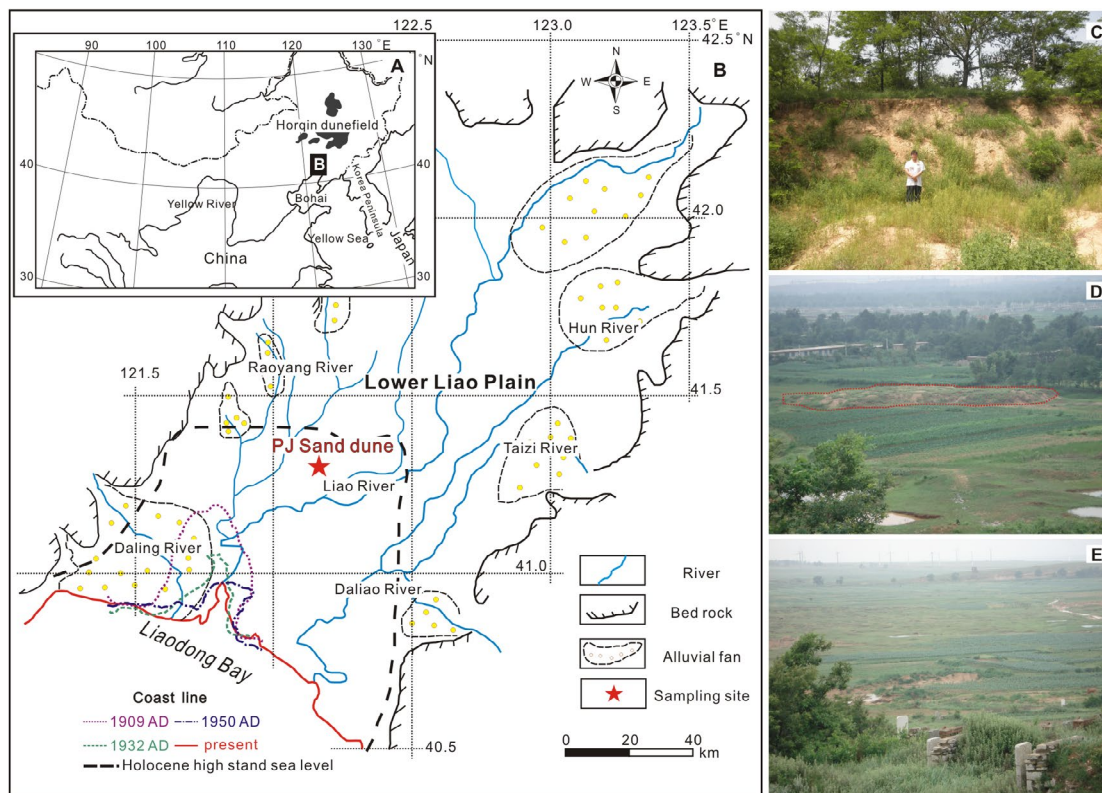 90
100
110
120
130°E
°N
A
Horqin dunefield
40
40
B
Yellow River
Bohai
Korea Peninsula
Yellow Sea
Japan
China
30
30
122.5
123.0
123.5°E
42.5°N
B
N
W
E
S
42.0
Hun River
121.5
Raoyang River
Lower Liao Plain
41.5
PJ Sand dune
Taizi River
Liao River
Daling River
41.0
Daliao River
Liaodong Bay
River
Bed rock
Alluvial fan
Sampling site
Coast line
1909 AD
1950 AD
1932 AD
present
Holocene high stand sea level
40.5
0 20 40
km
C
D
E